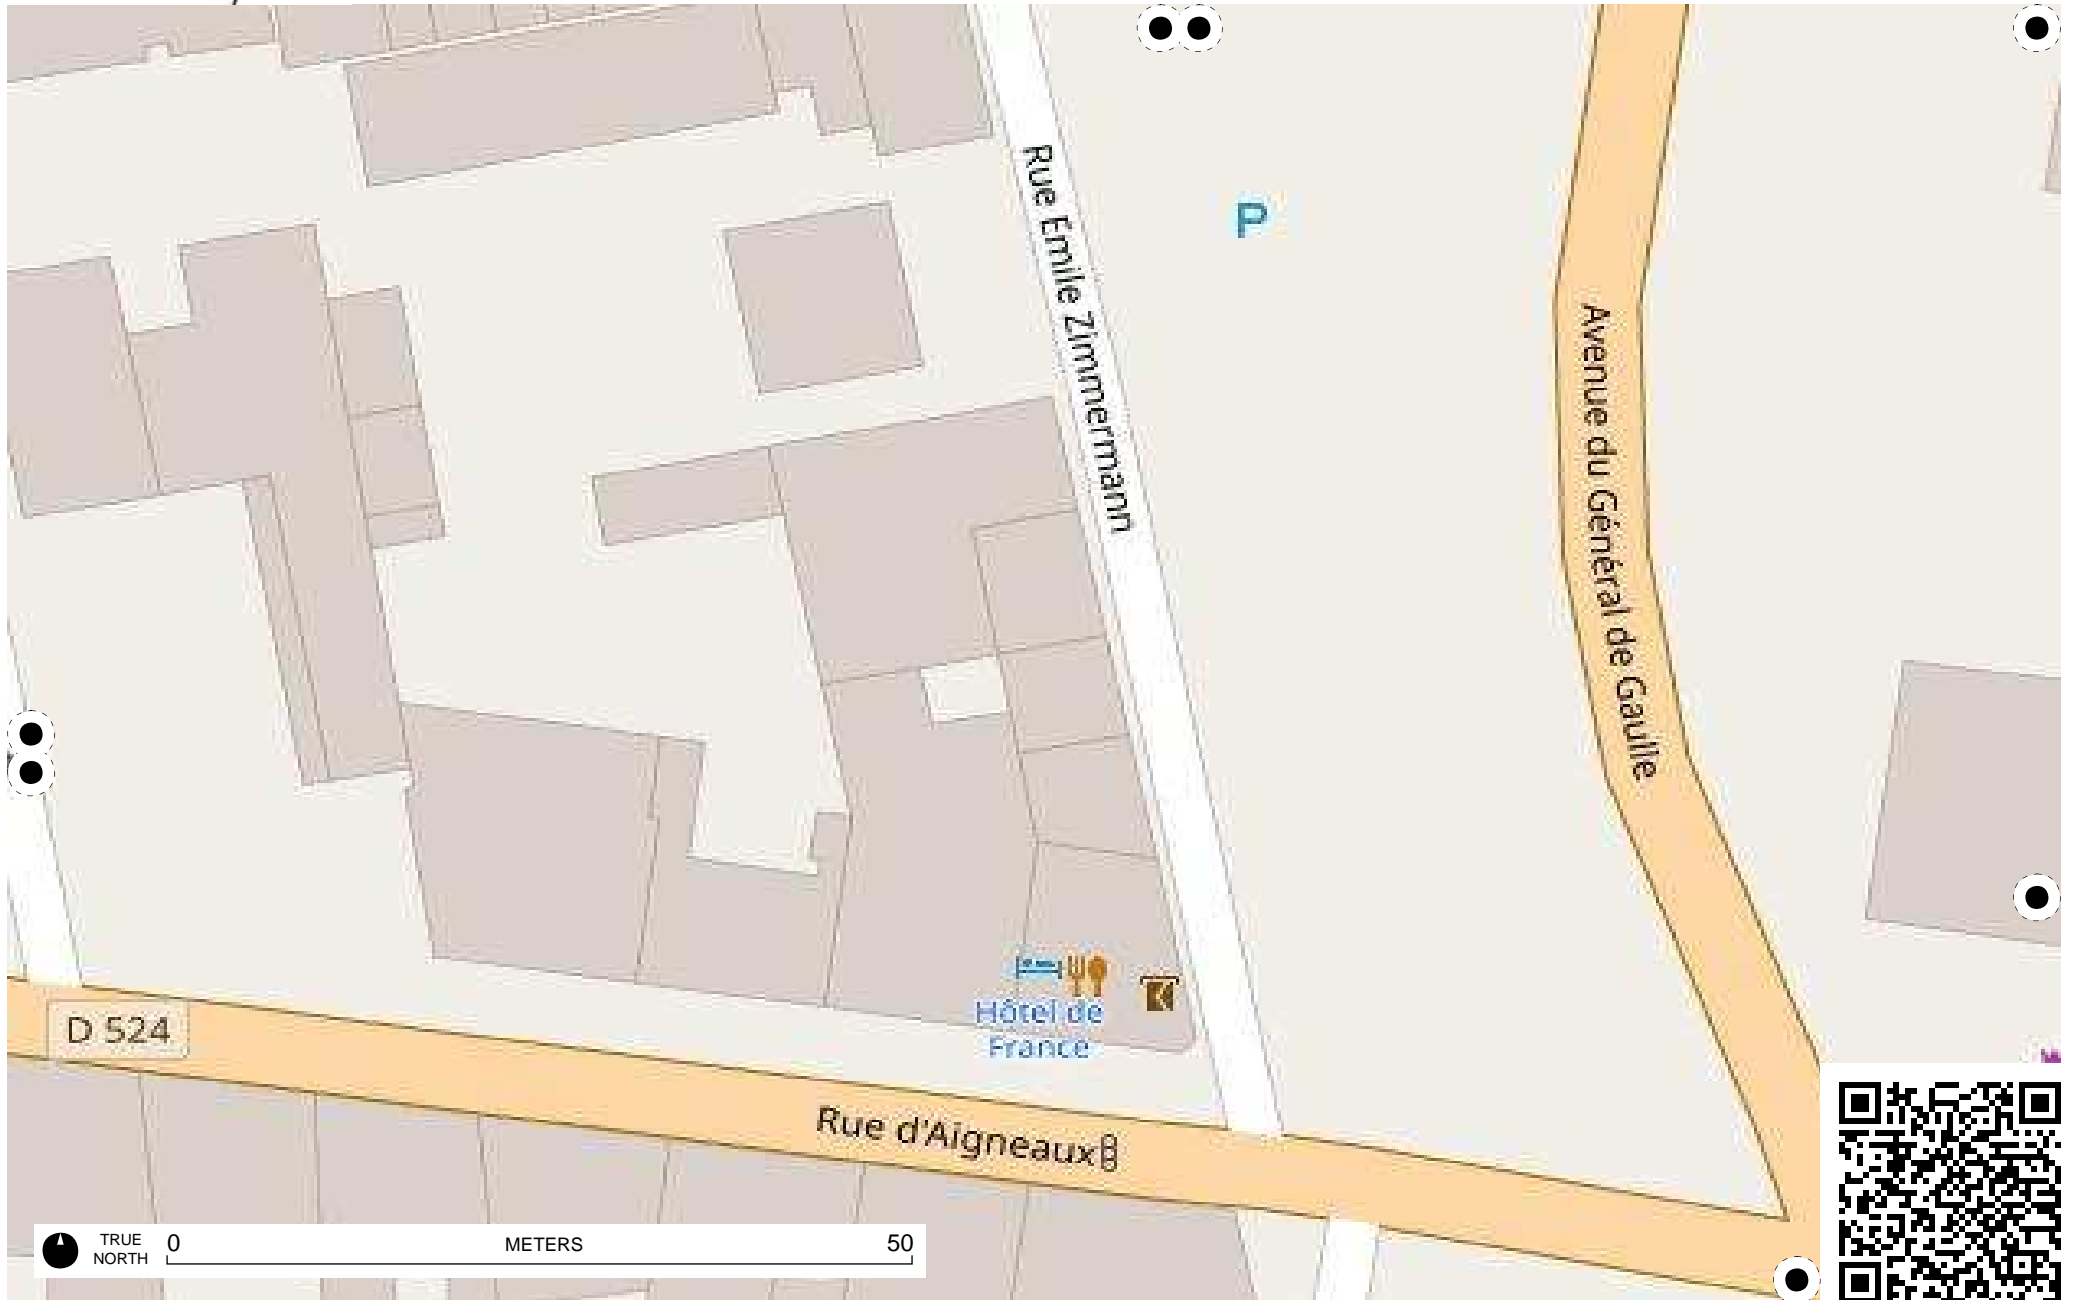 Rue Emile Zimmermann
P
Avenue du Général de Gaulle
Hôtel de
France
D 524
Rue d'Aigneaux
TRUE
NORTH
0 METERS 50